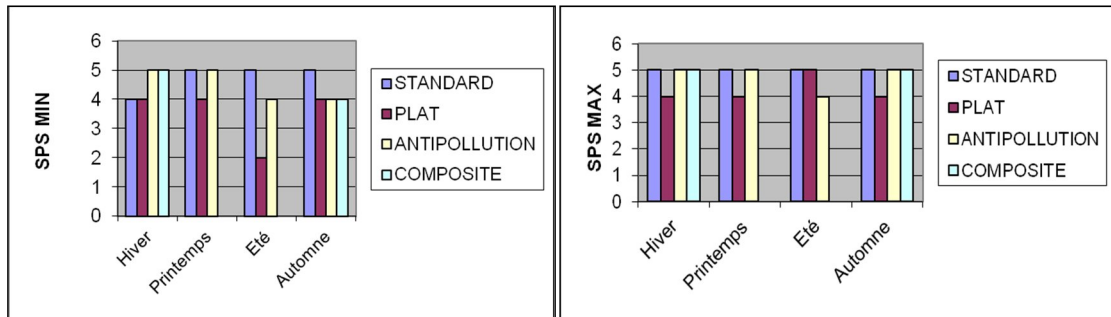 SPS MIN
6
5
4
3
2
1
0
Hiver
Printemps
Eté
Automne
STANDARD
PLAT
ANTIPOLLUTION
COMPOSITE
SPS MAX
6
5
4
3
2
1
0
Hiver
Printemps
Eté
Automne
STANDARD
PLAT
ANTIPOLLUTION
COMPOSITE